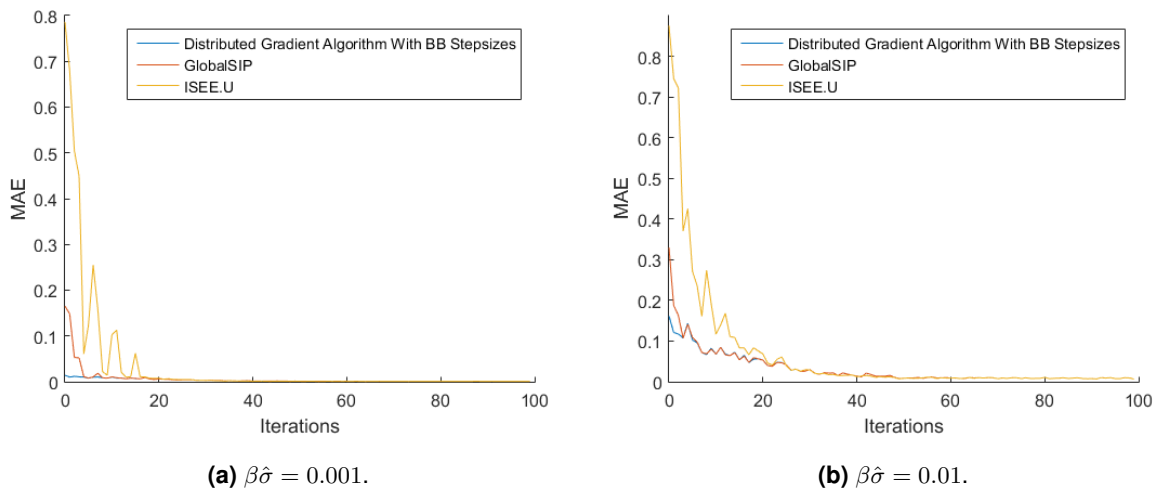 0.8
0.7
0.6
0.5
0.4
0.3
0.2
0.1
0
MAE
0 20 40 60 80 100
Iterations
Distributed Gradient Algorithm With BB Stepsizes
GlobalSIP
ISEE.U
(a) β\hat{σ} = 0.001.
0.8
0.7
0.6
0.5
0.4
0.3
0.2
0.1
0
MAE
0 20 40 60 80 100
Iterations
Distributed Gradient Algorithm With BB Stepsizes
GlobalSIP
ISEE.U
(b) β\hat{σ} = 0.01.